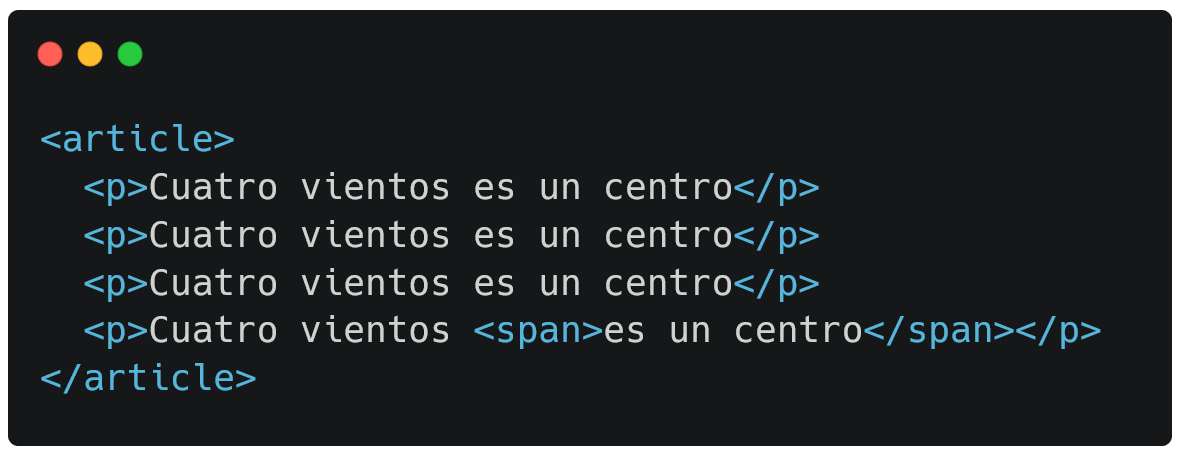 <article>
  <p>Cuatro vientos es un centro</p>
  <p>Cuatro vientos es un centro</p>
  <p>Cuatro vientos es un centro</p>
  <p>Cuatro vientos <span>es un centro</span></p>
</article>